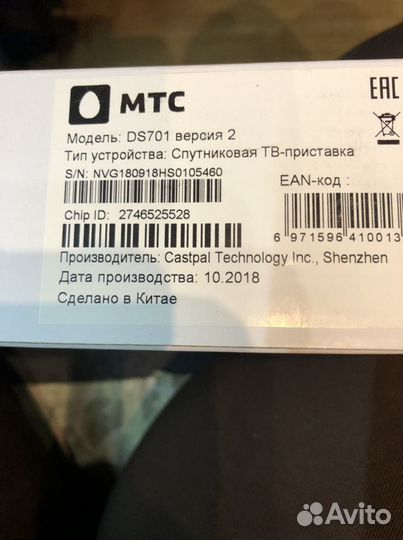 МТС
EAC
Модель: DS701 версия 2
Тип устройства: Спутниковая ТВ-приставка
S/N: NVG180918HS0105460
EAN-код :
Chip ID: 2746525528
6 971596 410013
Производитель: Castpal Technology Inc., Shenzhen
Дата производства: 10.2018
Сделано в Китае
Avito